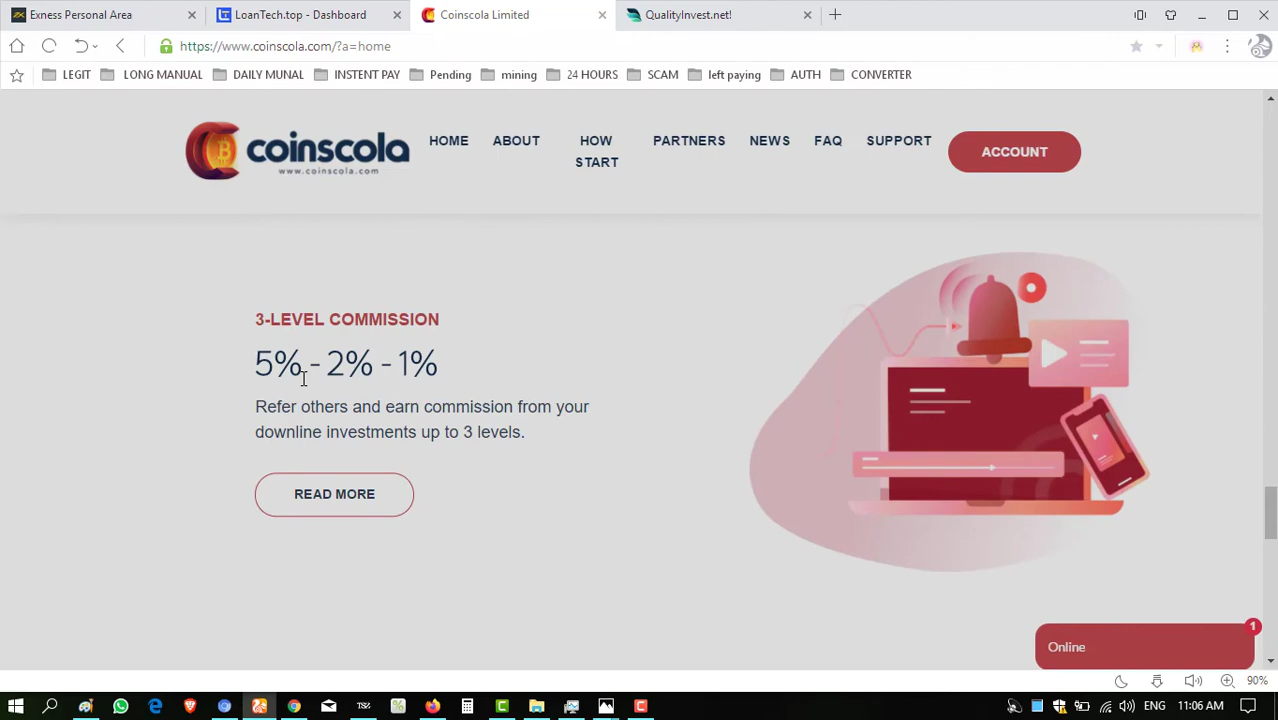 Exness Personal Area
LoanTech.top - Dashboard
Coinscola Limited
QualityInvest.net!
https://www.coinscola.com/?a=home
LEGIT
LONG MANUAL
DAILY MUNAL
INSTENT PAY
Pending
mining
24 HOURS
SCAM
left paying
AUTH
CONVERTER
coinscola
www.coinscola.com
HOME
ABOUT
HOW
START
PARTNERS
NEWS
FAQ
SUPPORT
ACCOUNT
3-LEVEL COMMISSION
5% - 2% - 1%
Refer others and earn commission from your
downline investments up to 3 levels.
READ MORE
1
Online
90%
ENG
11:06 AM